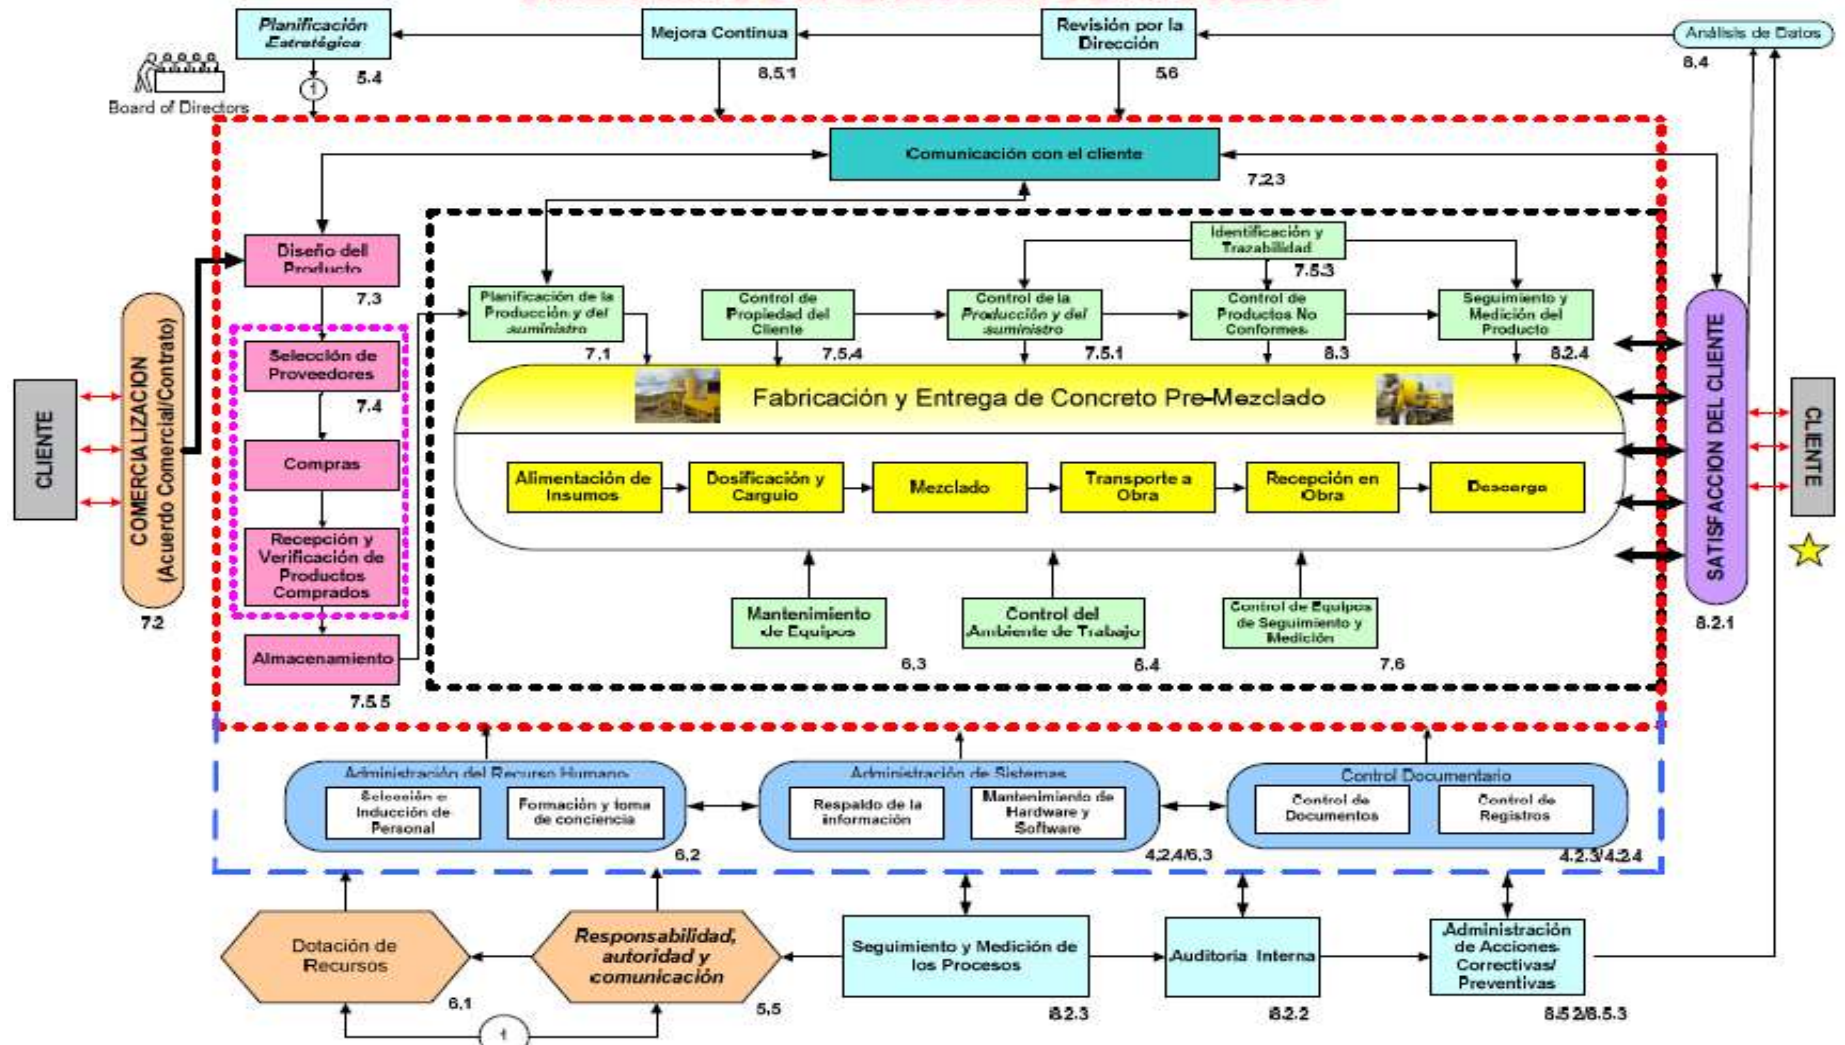 Planificación
Estratégica
5.4
1
Board of Directors
Mejora Continua
8.5.1
Revisión por la
Dirección
5.6
Análisis de Datos
8.4
Comunicación con el cliente
7.2.3
Diseño del
Producto
7.3
Selección de
Proveedores
7.4
Compras
Recepción y
Verificación de
Productos
Comprados
Almacenamiento
7.5.5
CLIENTE
COMERCIALIZACION
(Acuerdo Comercial/Contrato)
7.2
Identificación y
Trazabilidad
7.5.3
Planificación de la
Producción y del
suministro
7.1
Control de
Propiedad del
Cliente
7.5.4
Control de la
Producción y del
suministro
7.5.1
Control de
Productos No
Conformes
8.3
Seguimiento y
Medición del
Producto
8.2.4
Fabricación y Entrega de Concreto Pre-Mezclado
Alimentación de
Insumos
Dosificación y
Carguio
Mezclado
Transporte a
Obra
Recepción en
Obra
Descarga
Mantenimiento
de Equipos
6.3
Control del
Ambiente de Trabajo
6.4
Control de Equipos
de Seguimiento y
Medición
7.6
SATISFACCION DEL CLIENTE
8.2.1
CLIENTE
Administración del Recurso Humano
Selección e
Inducción de
Personal
Formación y toma
de conciencia
6.2
Administración de Sistemas
Respaldo de la
información
Mantenimiento de
Hardware y
Software
4.2.4/6.3
Control Documentario
Control de
Documentos
Control de
Registros
4.2.3/4.2.4
Dotación de
Recursos
6.1
Responsabilidad,
autoridad y
comunicación
5.5
1
Seguimiento y Medición de
los Procesos
8.2.3
Auditoría Interna
8.2.2
Administración
de Acciones
Correctivas/
Preventivas
8.5.2/8.5.3